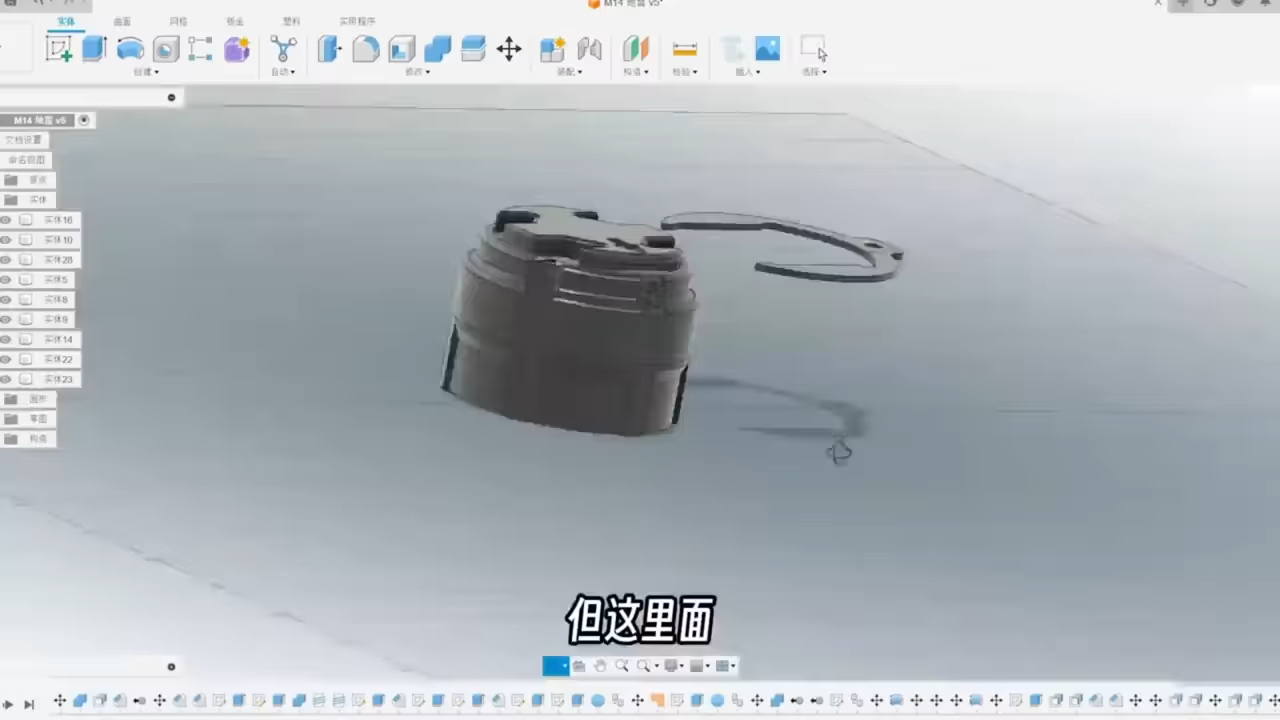 M14 地雷 v5*
实体
曲面
网格
钣金
塑料
实用程序
创建
自动
修改
装配
构造
检验
插入
选择
M14 地雷 v5
文档设置
命名视图
原点
实体
实体16
实体10
实体28
实体5
实体8
实体9
实体14
实体22
实体23
草图
构造
但这里面